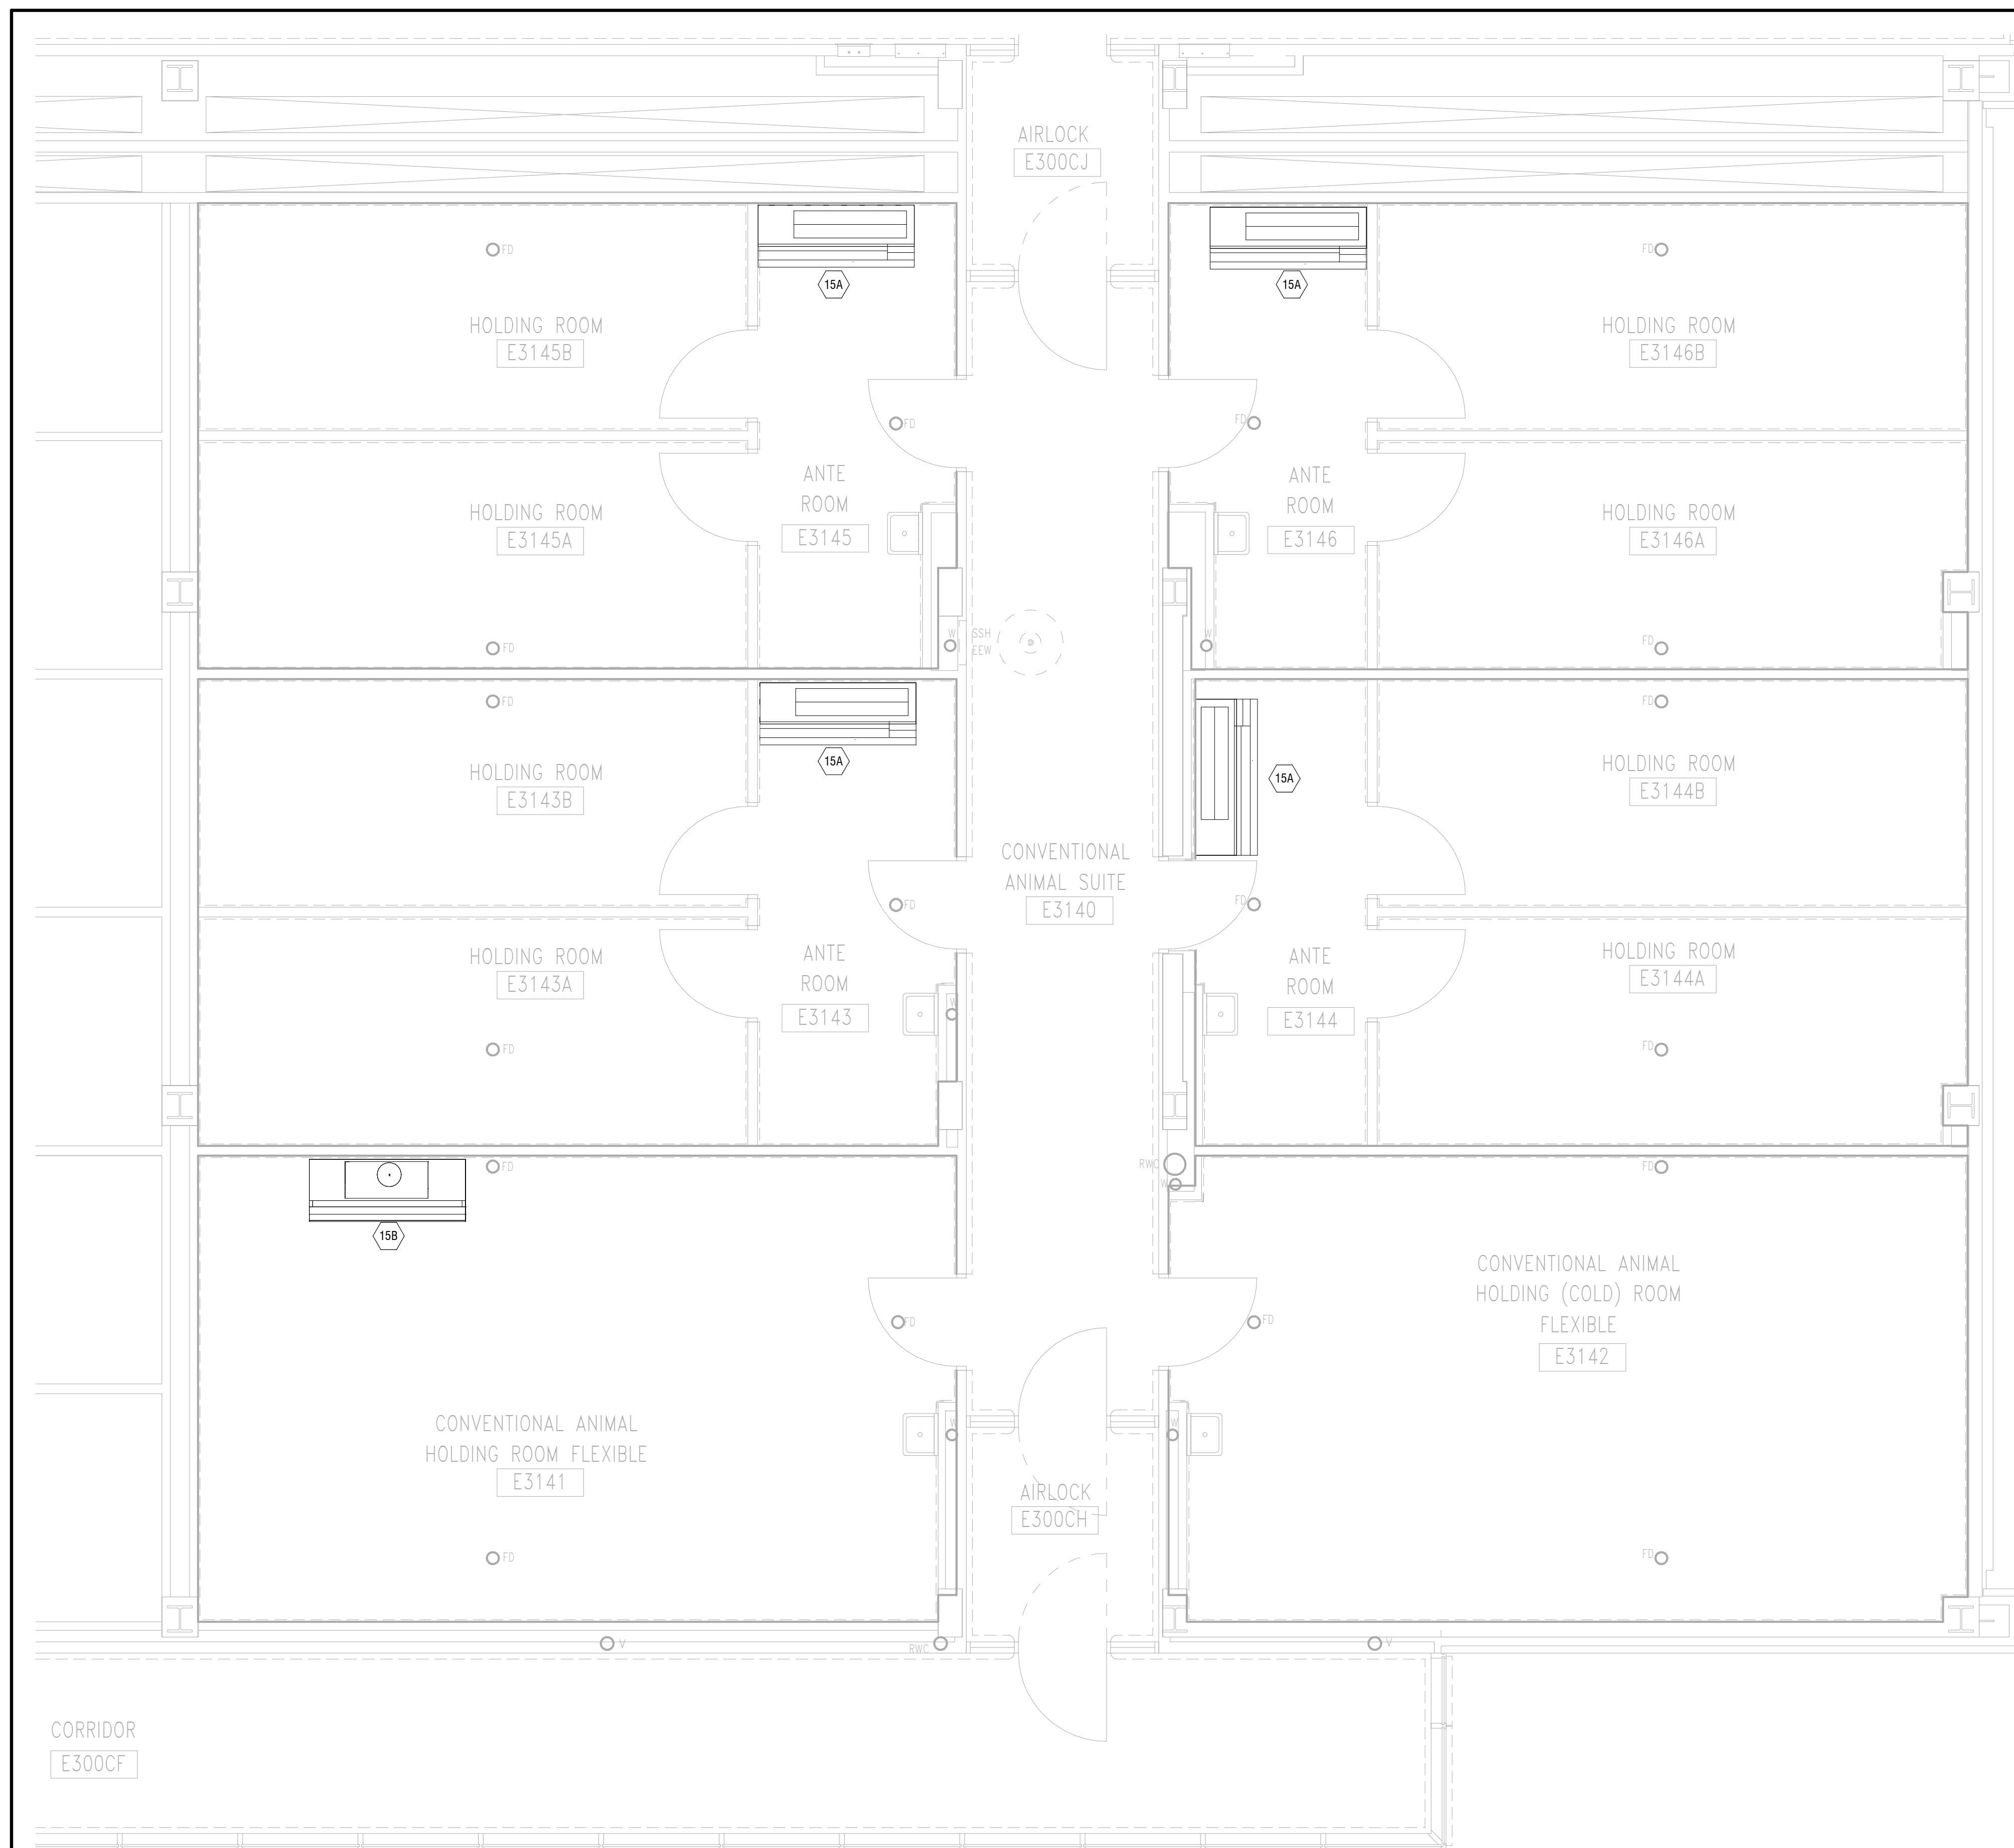 AIRLOCK
E300CJ
FD
15A
15A
FD
HOLDING ROOM
E3145B
HOLDING ROOM
E3146B
FD
FD
ANTE
ROOM
E3145
ANTE
ROOM
E3146
HOLDING ROOM
E3145A
HOLDING ROOM
E3146A
FD
W
SSH
EEW
W
FD
FD
FD
15A
15A
HOLDING ROOM
E3143B
HOLDING ROOM
E3144B
CONVENTIONAL
ANIMAL SUITE
E3140
FD
FD
HOLDING ROOM
E3143A
ANTE
ROOM
E3143
ANTE
ROOM
E3144
HOLDING ROOM
E3144A
W
FD
FD
FD
RWC
W
FD
15B
CONVENTIONAL ANIMAL
HOLDING (COLD) ROOM
FLEXIBLE
E3142
FD
FD
CONVENTIONAL ANIMAL
HOLDING ROOM FLEXIBLE
E3141
W
W
AIRLOCK
E300CH
FD
FD
V
RWC
V
CORRIDOR
E300CF